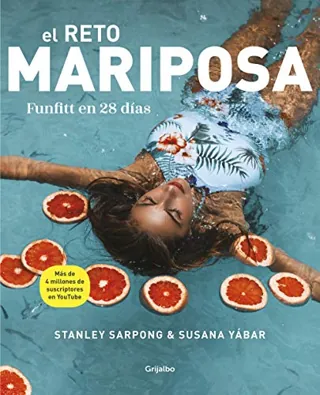 el RETO
MARIPOSA
Funfitt en 28 días
Más de
4 millones de
suscriptores
en YouTube
STANLEY SARPONG & SUSANA YÁBAR
Grijalbo